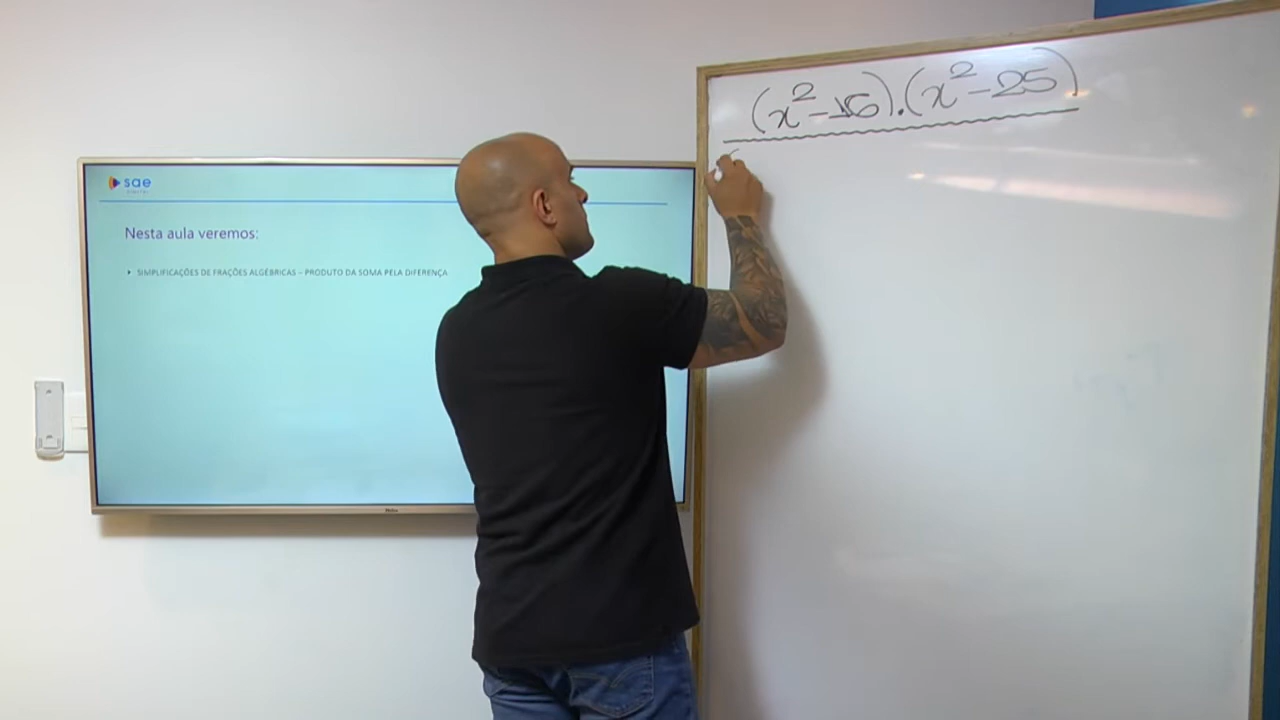 sae
Nesta aula veremos:
▸ SIMPLIFICAÇÕES DE FRAÇÕES ALGÉBRICAS – PRODUTO DA SOMA PELA DIFERENÇA
(x² - 16).(x² - 25)
(